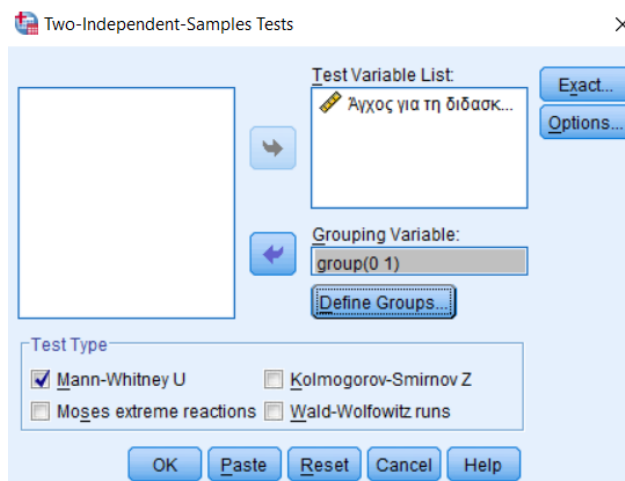 Two-Independent-Samples Tests
Test Variable List:
Άγχος για τη διδασκ...
Exact...
Options...
Grouping Variable:
group(0 1)
Define Groups...
Test Type
Mann-Whitney U
Kolmogorov-Smirnov Z
Moses extreme reactions
Wald-Wolfowitz runs
OK
Paste
Reset
Cancel
Help